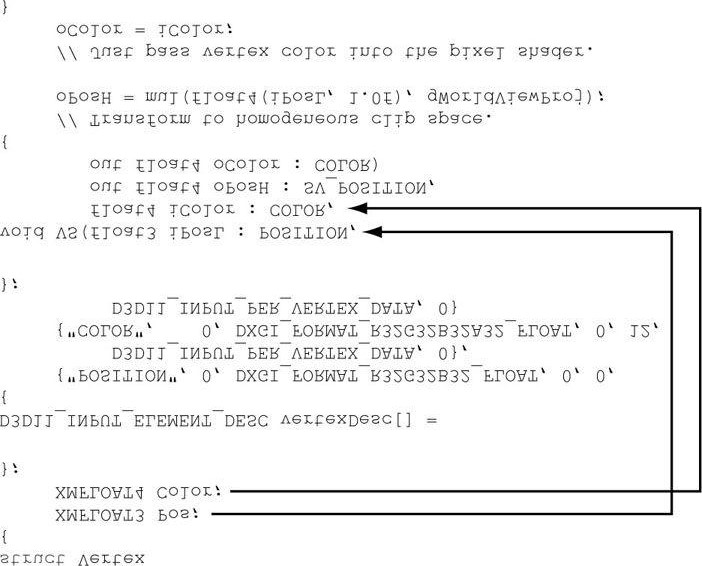 struct Vertex
{
XMFLOAT3 Pos;
XMFLOAT4 Color;
};
D3D11_INPUT_ELEMENT_DESC vertexDesc[] =
{
{"POSITION", 0, DXGI_FORMAT_R32G32B32_FLOAT, 0, 0,
D3D11_INPUT_PER_VERTEX_DATA, 0},
{"COLOR", 0, DXGI_FORMAT_R32G32B32A32_FLOAT, 0, 12,
D3D11_INPUT_PER_VERTEX_DATA, 0}
};
void VS(float3 iPosL : POSITION,
float4 iColor : COLOR,
out float4 oPosH : SV_POSITION,
out float4 oColor : COLOR)
{
// Transform to homogeneous clip space.
oPosH = mul(float4(iPosL, 1.0f), gWorldViewProj);
// Just pass vertex color into the pixel shader.
oColor = iColor;
}